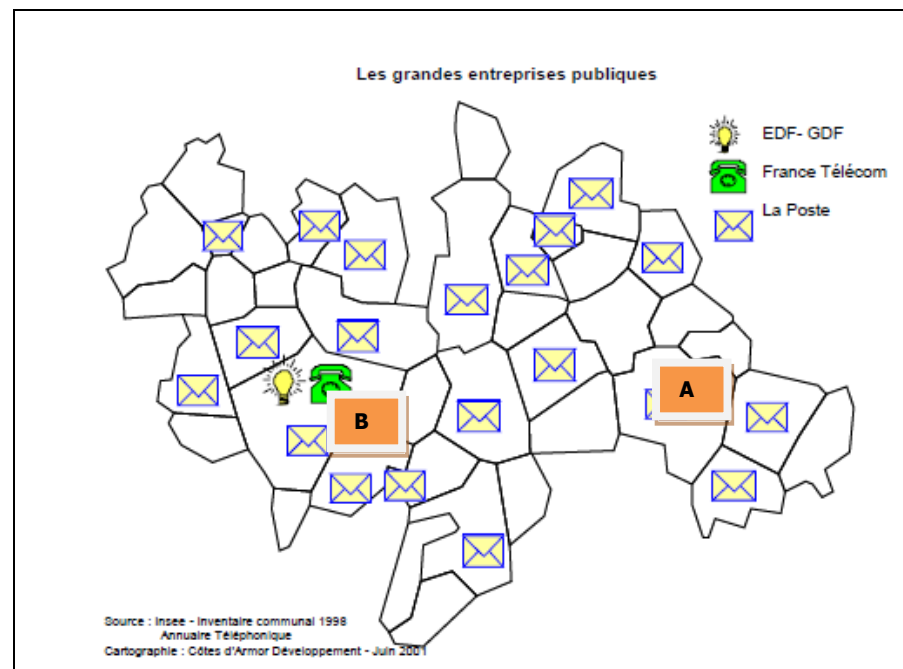 Les grandes entreprises publiques
EDF- GDF
France Télécom
La Poste
A
B
Source : Insee - Inventaire communal 1998
Annuaire Téléphonique
Cartographie : Côtes d'Armor Développement - Juin 2001